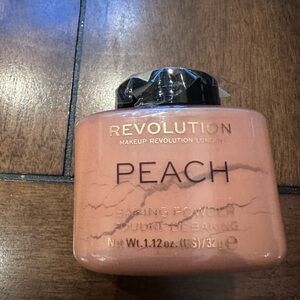 REVOLUTION
MAKEUP REVOLUTION LONDON
PEACH
BAKING POWDER
POUDRE DE BAKING
Net Wt. 1.12 oz. (US)/32g e